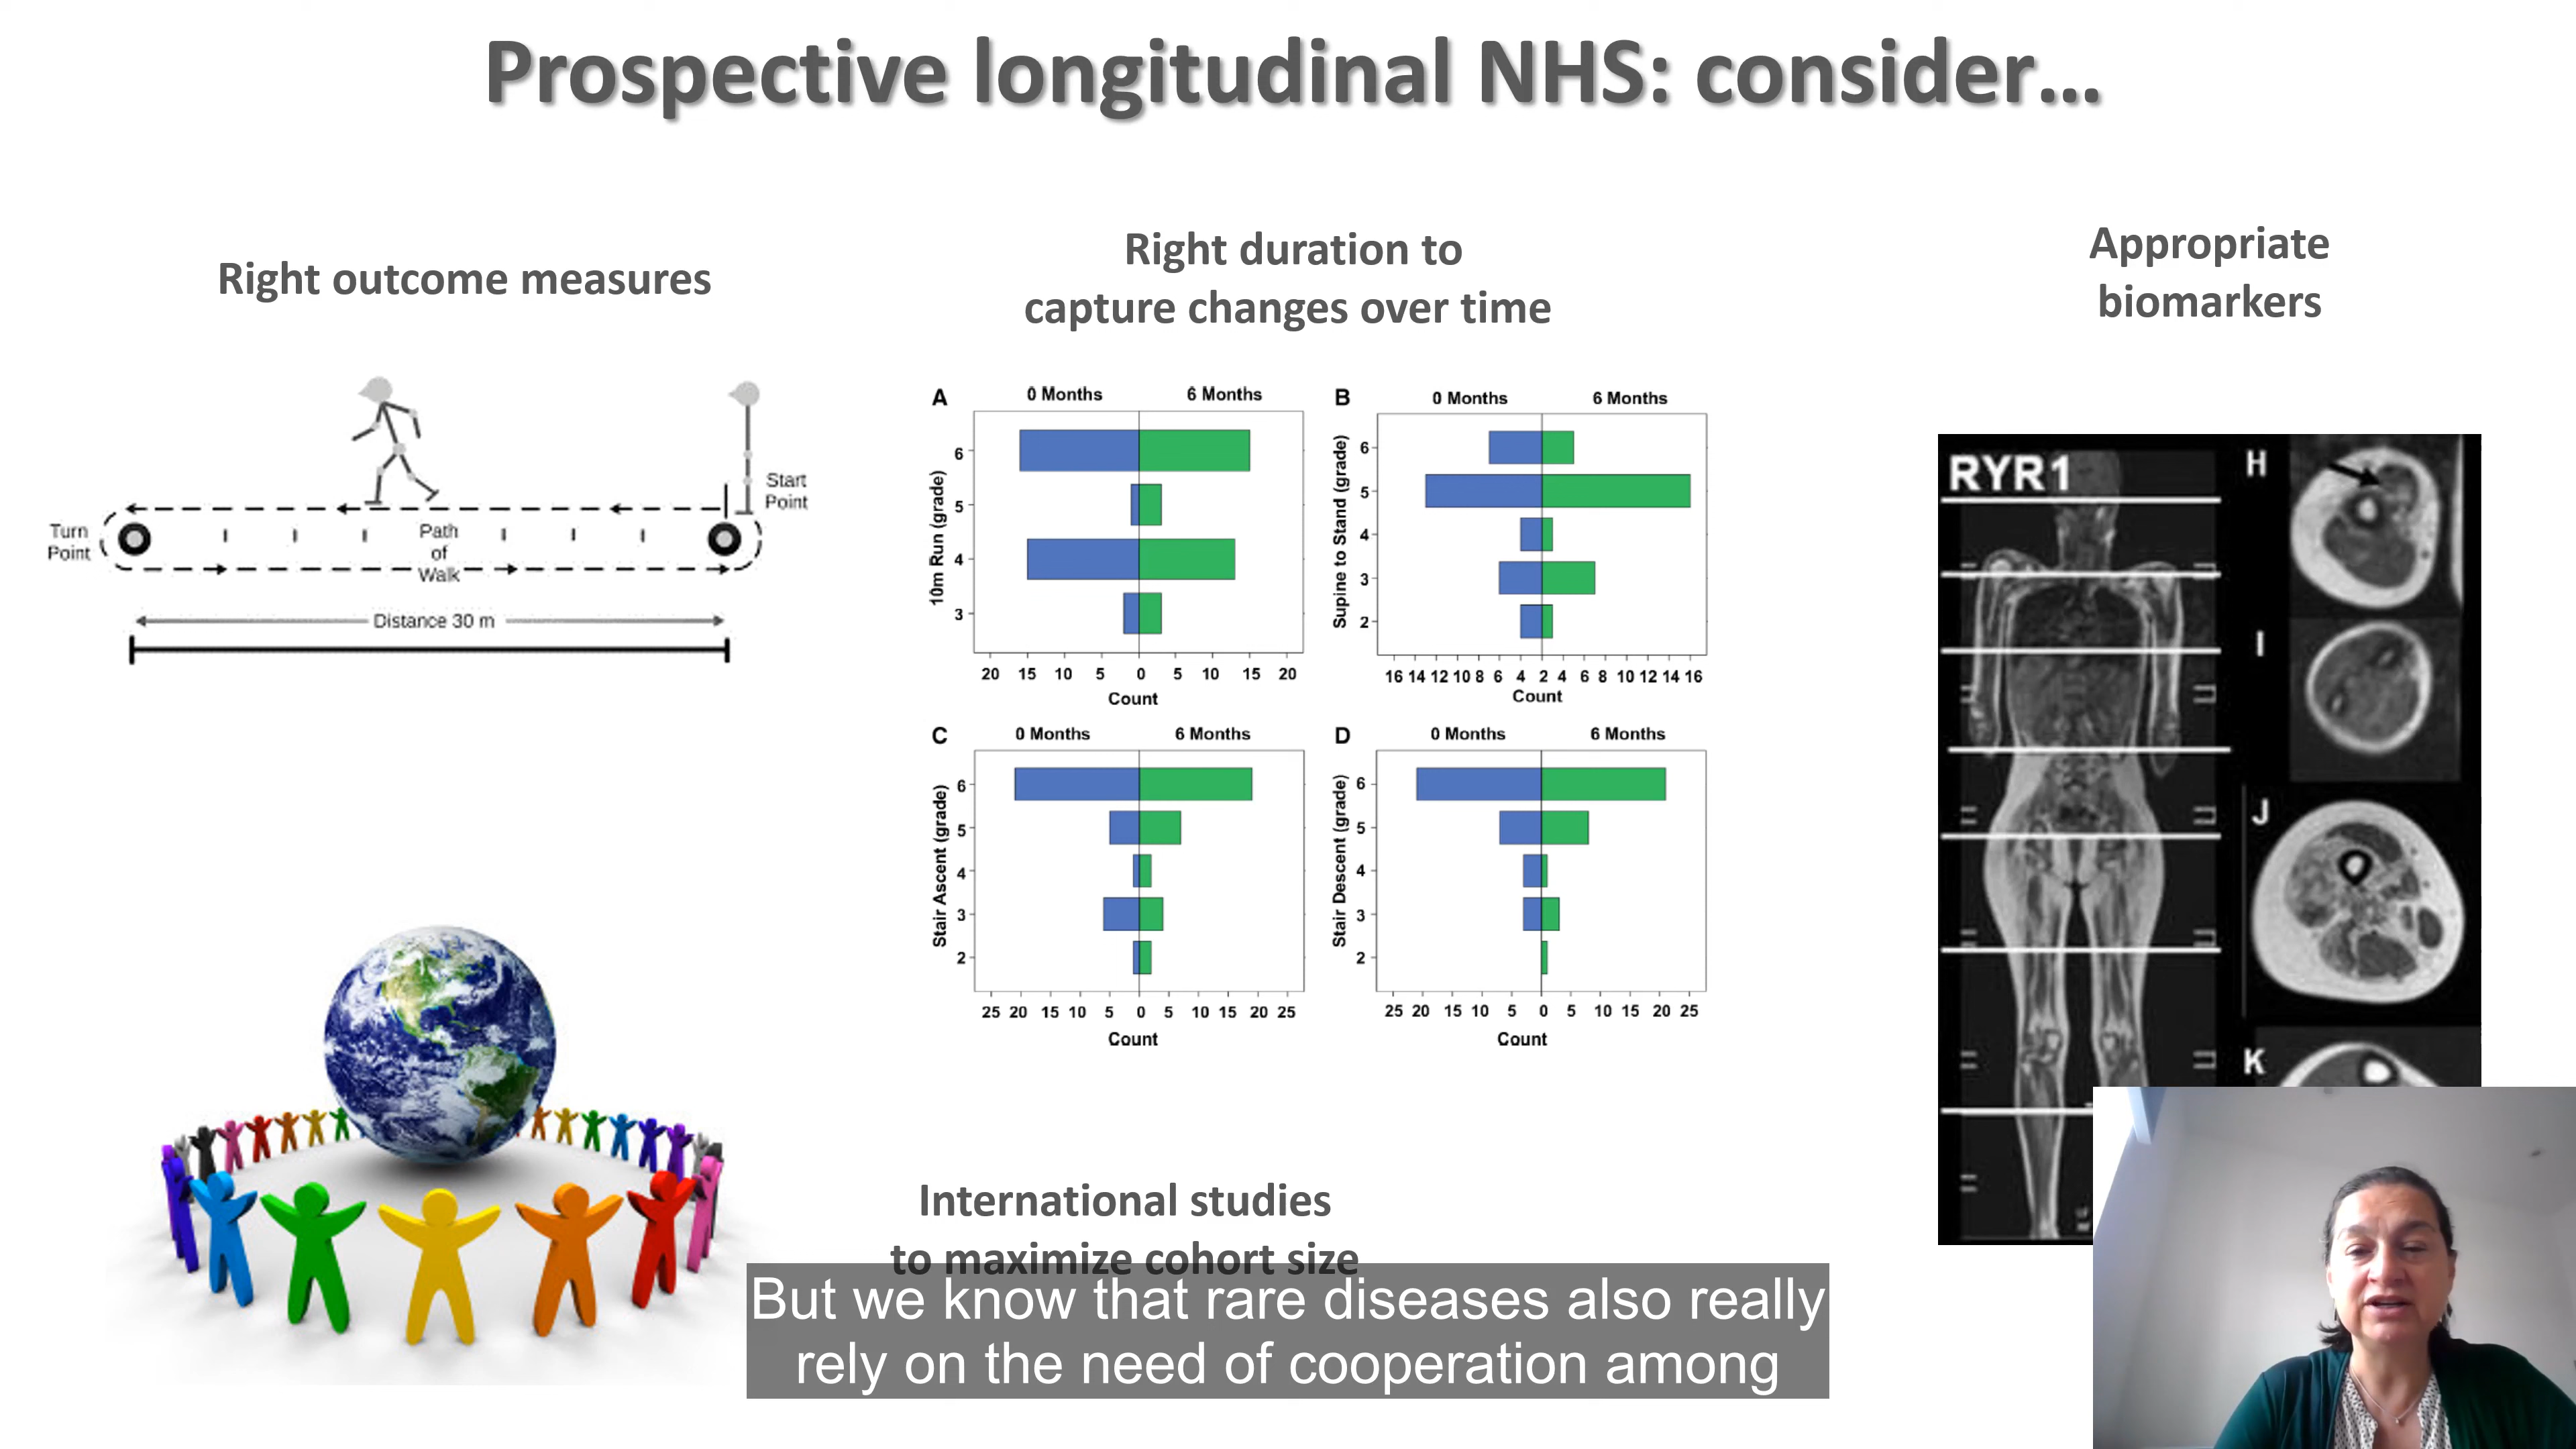 Prospective longitudinal NHS: consider...
Right outcome measures
Right duration to
capture changes over time
Appropriate
biomarkers
Start
Point
Turn
Point
Path
of
Walk
Distance 30 m
A
0 Months 6 Months
10m Run (grade)
6
5
4
3
20 15 10 5 0 5 10 15 20
Count
B
0 Months 6 Months
Supine to Stand (grade)
6
5
4
3
2
16 14 12 10 8 6 4 2 4 6 8 10 12 14 16
Count
C
0 Months 6 Months
Stair Ascent (grade)
6
5
4
3
2
25 20 15 10 5 0 5 10 15 20 25
Count
D
0 Months 6 Months
Stair Descent (grade)
6
5
4
3
2
25 20 15 10 5 0 5 10 15 20 25
Count
RYR1
H
I
J
K
International studies
to maximize cohort size
But we know that rare diseases also really
rely on the need of cooperation among